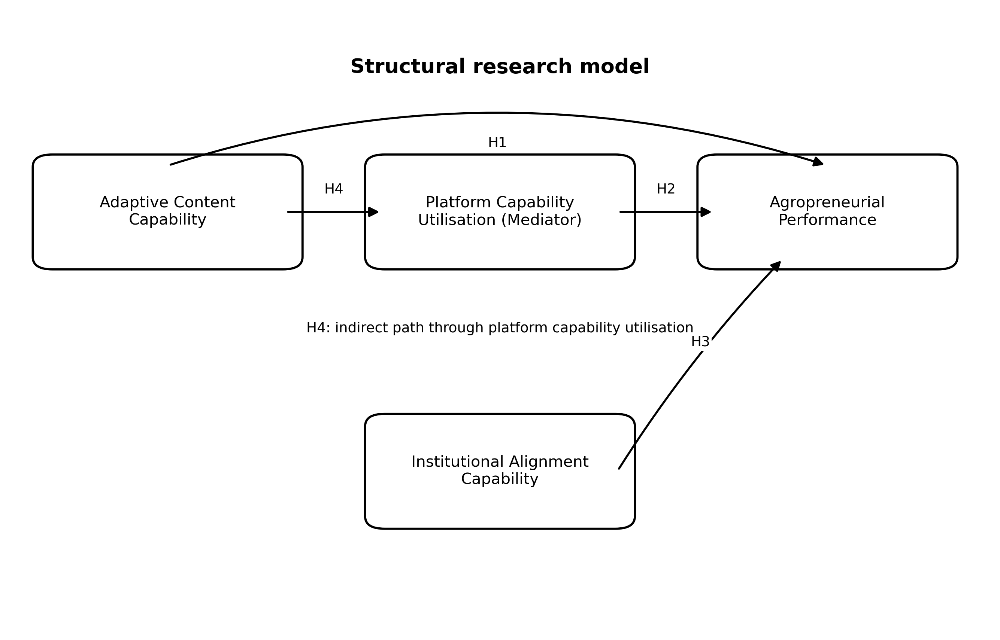 Structural research model
H1
Adaptive Content
Capability
H4
Platform Capability
Utilisation (Mediator)
H2
Agropreneurial
Performance
H4: indirect path through platform capability utilisation
H3
Institutional Alignment
Capability